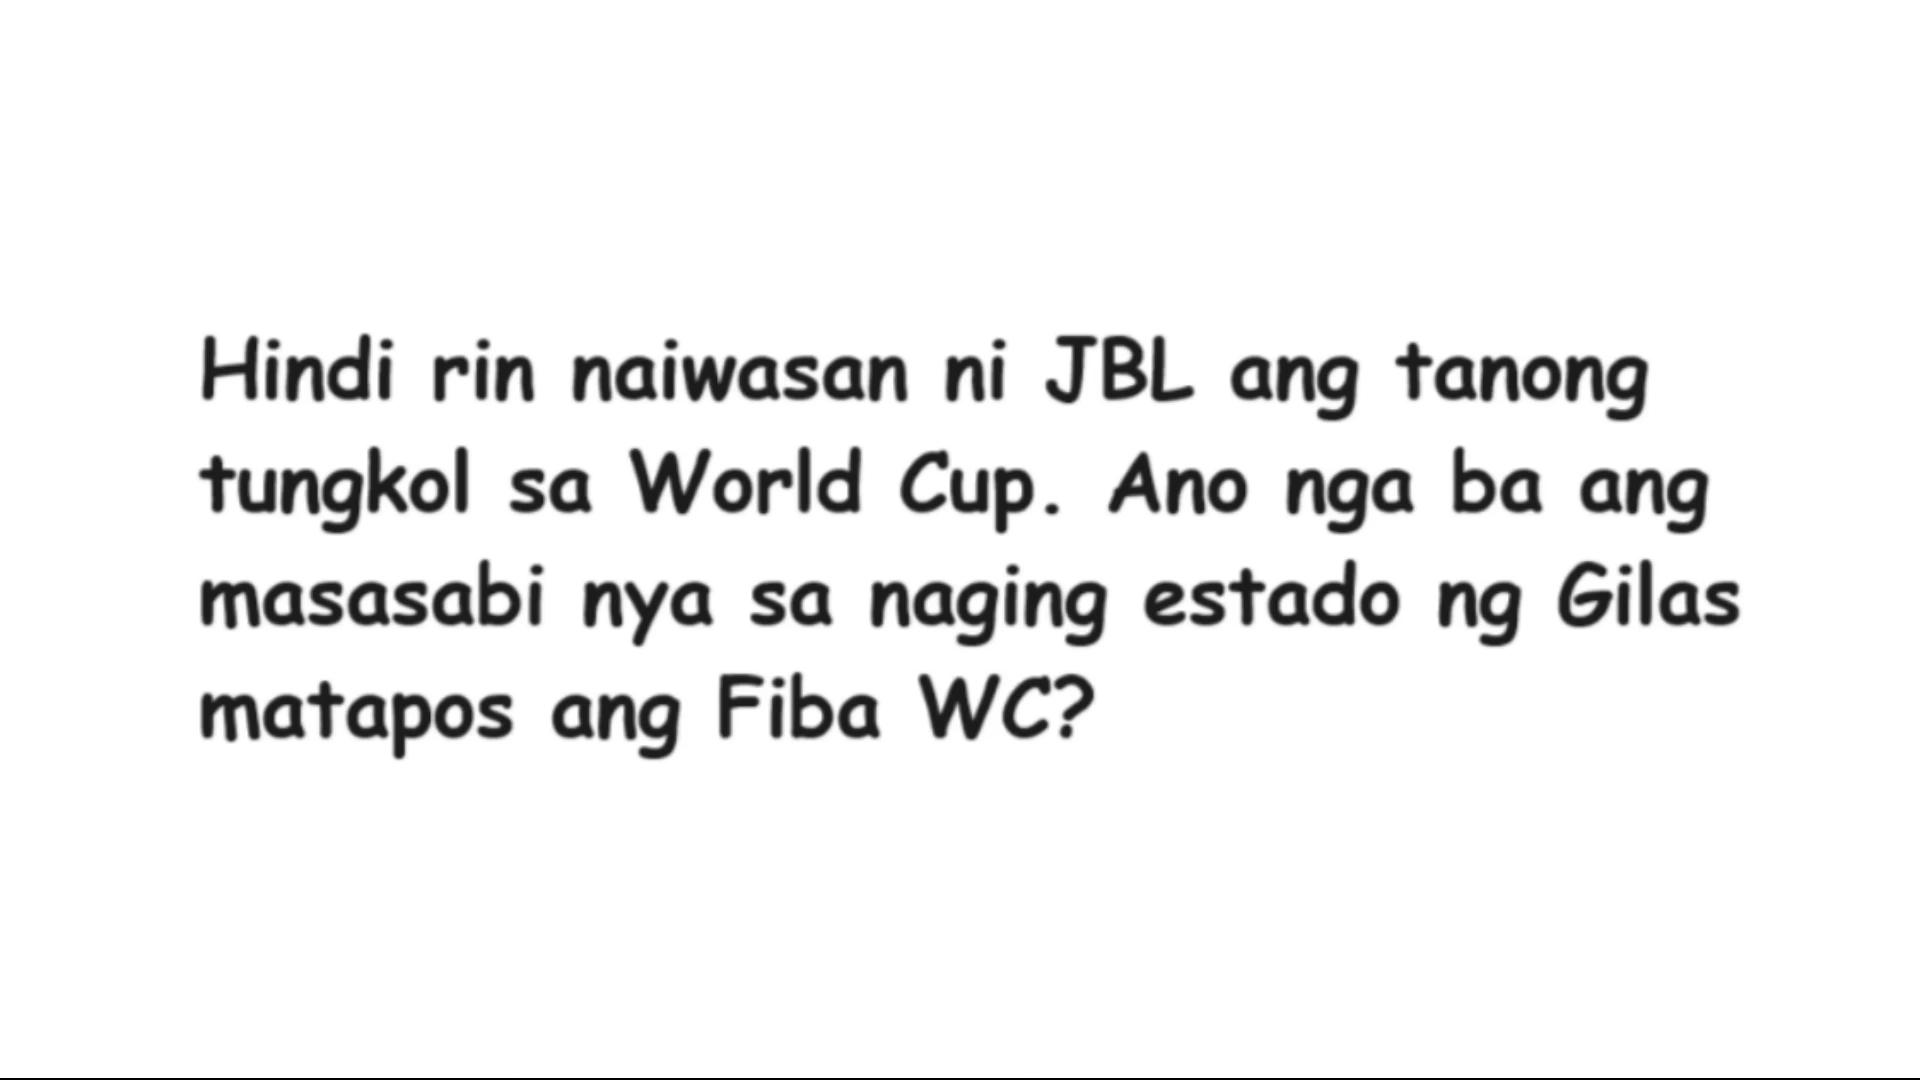 Hindi rin naiwasan ni JBL ang tanong
tungkol sa World Cup. Ano nga ba ang
masasabi nya sa naging estado ng Gilas
matapos ang Fiba WC?